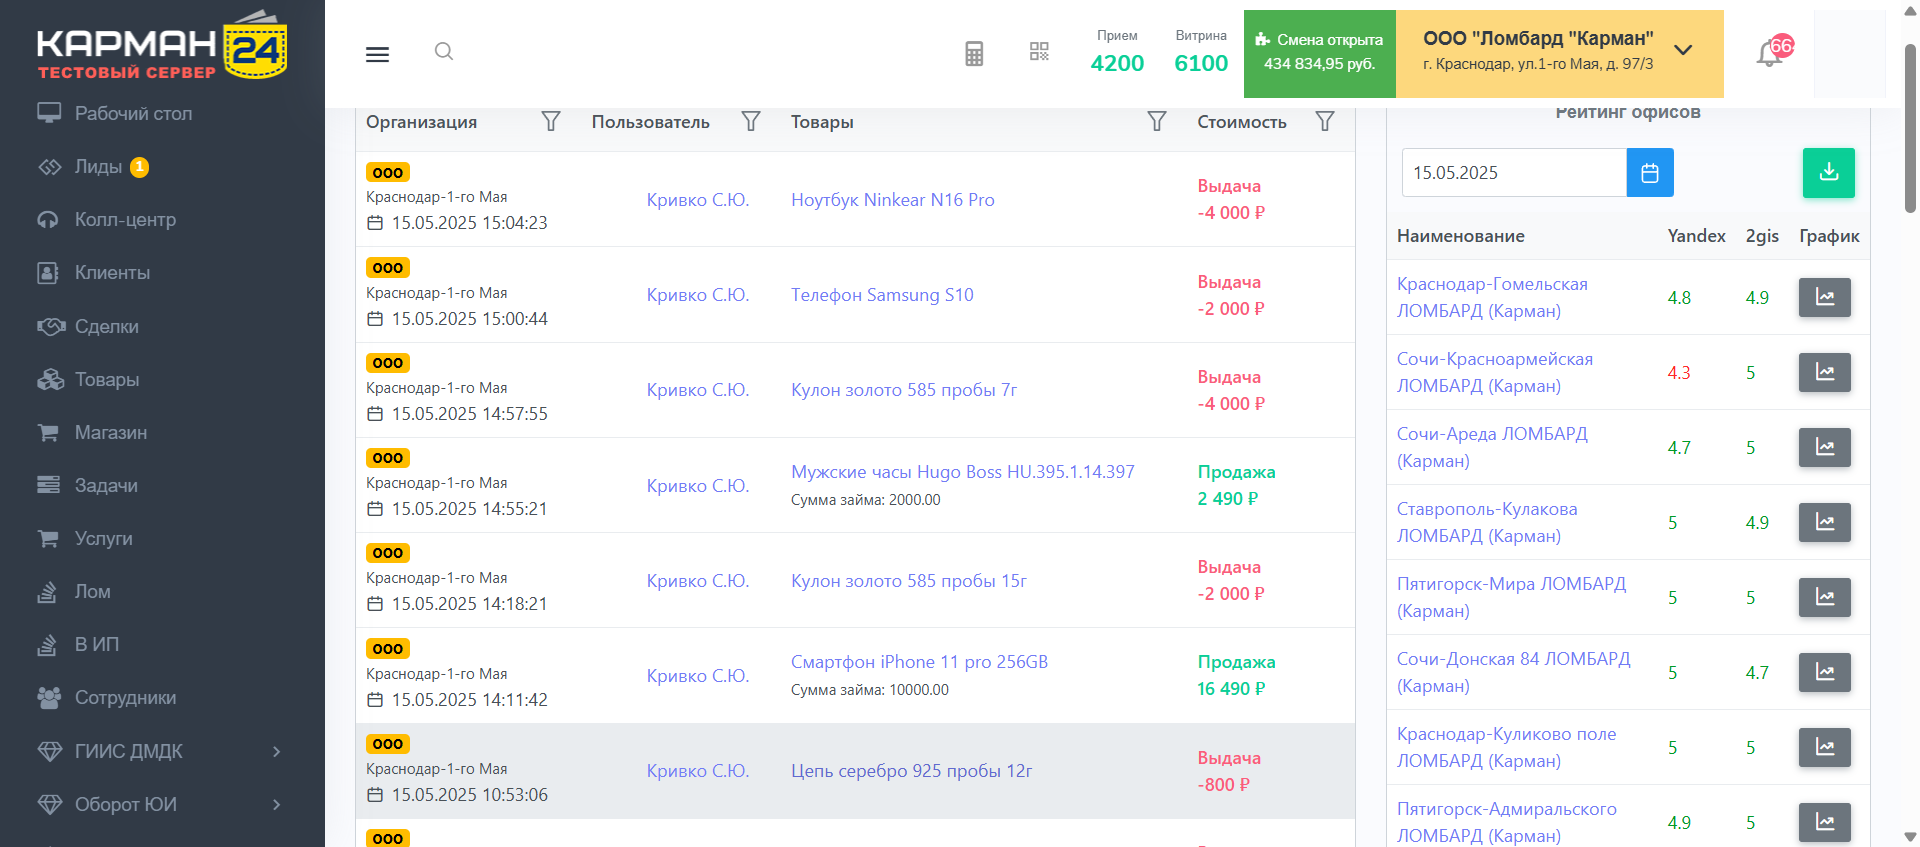 КАРМАН 24
ТЕСТОВЫЙ СЕРВЕР
Рабочий стол
Лиды 1
Колл-центр
Клиенты
Сделки
Товары
Магазин
Задачи
Услуги
Лом
В ИП
Сотрудники
ГИИС ДМДК
Оборот ЮИ
Прием
4200
Витрина
6100
Смена открыта
434 834,95 руб.
ООО "Ломбард "Карман"
г. Краснодар, ул.1-го Мая, д. 97/3
Организация Пользователь Товары Стоимость
ООО
Краснодар-1-го Мая
15.05.2025 15:04:23
Кривко С.Ю.
Ноутбук Ninkear N16 Pro
Выдача
-4 000 ₽
ООО
Краснодар-1-го Мая
15.05.2025 15:00:44
Кривко С.Ю.
Телефон Samsung S10
Выдача
-2 000 ₽
ООО
Краснодар-1-го Мая
15.05.2025 14:57:55
Кривко С.Ю.
Кулон золото 585 пробы 7г
Выдача
-4 000 ₽
ООО
Краснодар-1-го Мая
15.05.2025 14:55:21
Кривко С.Ю.
Мужские часы Hugo Boss HU.395.1.14.397
Сумма займа: 2000.00
Продажа
2 490 ₽
ООО
Краснодар-1-го Мая
15.05.2025 14:18:21
Кривко С.Ю.
Кулон золото 585 пробы 15г
Выдача
-2 000 ₽
ООО
Краснодар-1-го Мая
15.05.2025 14:11:42
Кривко С.Ю.
Смартфон iPhone 11 pro 256GB
Сумма займа: 10000.00
Продажа
16 490 ₽
ООО
Краснодар-1-го Мая
15.05.2025 10:53:06
Кривко С.Ю.
Цепь серебро 925 пробы 12г
Выдача
-800 ₽
ООО
Рейтинг офисов
15.05.2025
Наименование Yandex 2gis График
Краснодар-Гомельская
ЛОМБАРД (Карман)
4.8 4.9
Сочи-Красноармейская
ЛОМБАРД (Карман)
4.3 5
Сочи-Ареда ЛОМБАРД
(Карман)
4.7 5
Ставрополь-Кулакова
ЛОМБАРД (Карман)
5 4.9
Пятигорск-Мира ЛОМБАРД
(Карман)
5 5
Сочи-Донская 84 ЛОМБАРД
(Карман)
5 4.7
Краснодар-Куликово поле
ЛОМБАРД (Карман)
5 5
Пятигорск-Адмиральского
ЛОМБАРД (Карман)
4.9 5